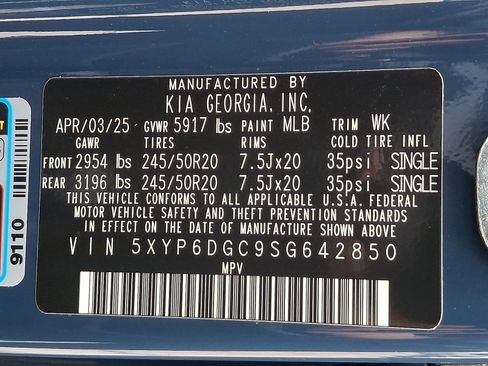 MANUFACTURED BY
KIA GEORGIA, INC.
APR/03/25 GVWR 5917 lbs PAINT MLB TRIM WK
GAWR TIRES RIMS COLD TIRE INFL
FRONT 2954 lbs 245/50R20 7.5Jx20 35psi SINGLE
REAR 3196 lbs 245/50R20 7.5Jx20 35psi SINGLE
THIS VEHICLE CONFORMS TO ALL APPLICABLE U.S.A. FEDERAL
MOTOR VEHICLE SAFETY AND THEFT PREVENTION STANDARDS
IN EFFECT ON THE DATE OF MANUFACTURE SHOWN ABOVE.
VIN 5XYP6DGC9SG642850
MPV
9110